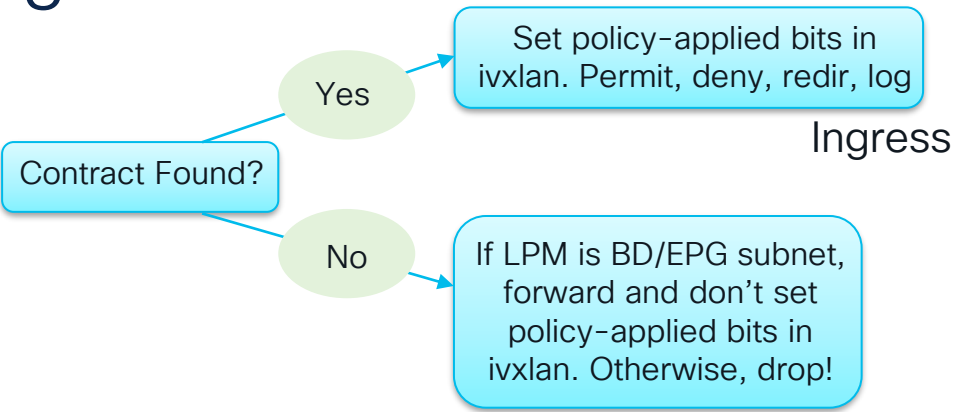 Set policy-applied bits in
ivxlan. Permit, deny, redir, log
Yes
Ingress
Contract Found?
No
If LPM is BD/EPG subnet,
forward and don't set
policy-applied bits in
ivxlan. Otherwise, drop!